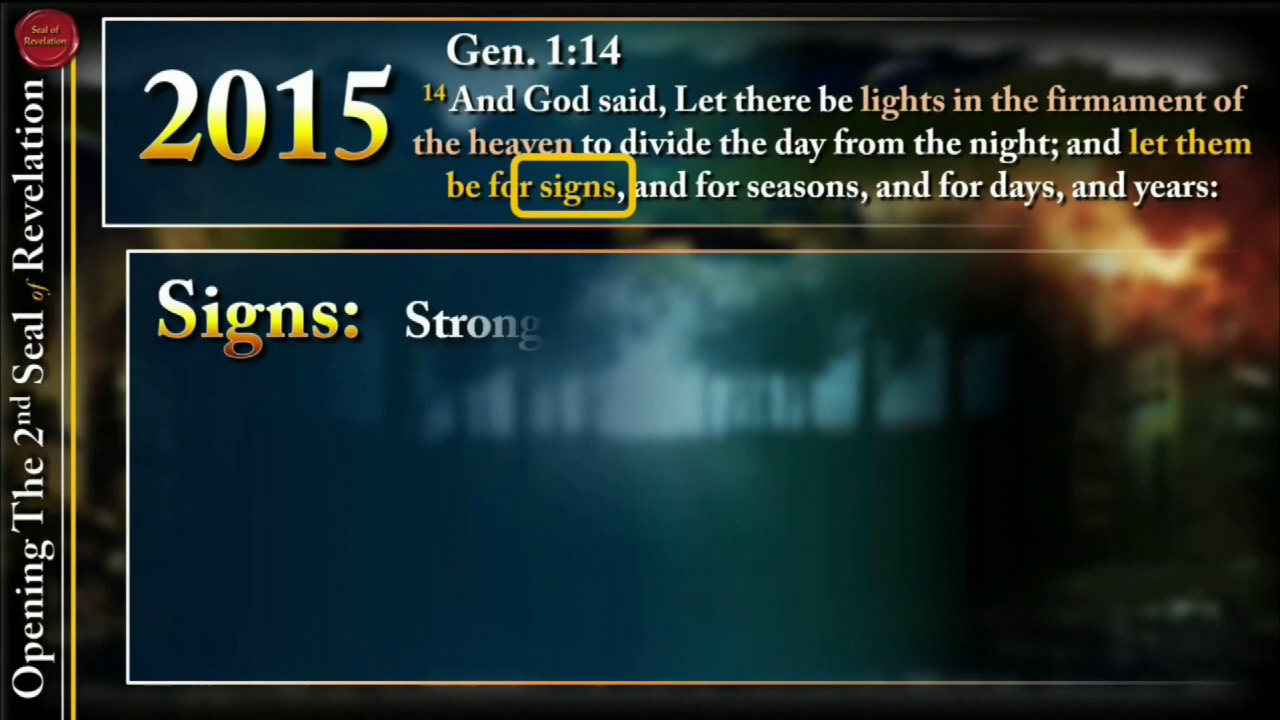 Seal of
Revelation
Opening The 2nd Seal of Revelation
2015
Gen. 1:14
14 And God said, Let there be lights in the firmament of
the heaven to divide the day from the night; and let them
be for signs, and for seasons, and for days, and years:
Signs: Strong